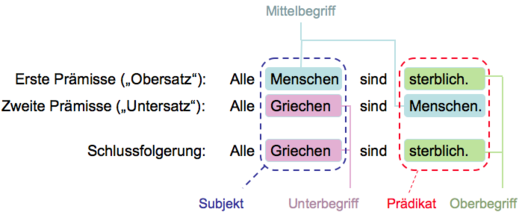 Mittelbegriff
Erste Prämisse („Obersatz“): Alle Menschen sind sterblich.
Zweite Prämisse („Untersatz“): Alle Griechen sind Menschen.
Schlussfolgerung: Alle Griechen sind sterblich.
Subjekt Unterbegriff Prädikat Oberbegriff